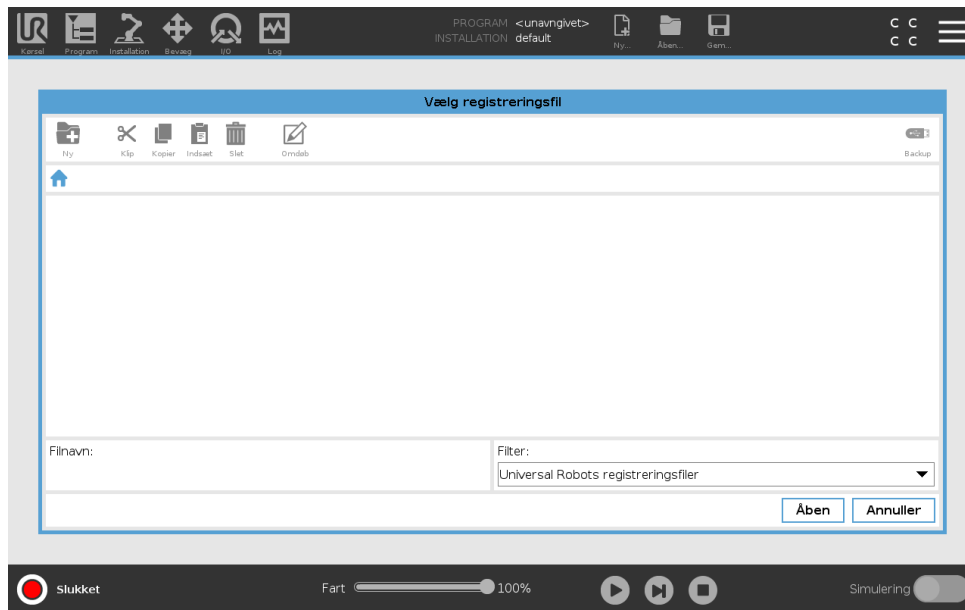 UR
PROGRAM <unavngivet>
INSTALLATION default
Kørsel Program Installation Bevæg I/O Log Ny... Åben... Gem...
C C
C C
Vælg registreringsfil
Ny Klip Kopier Indsæt Slet Omdøb Backup
Filnavn:
Filter:
Universal Robots registreringsfiler
Åben Annuller
Slukket Fart 100% Simulering